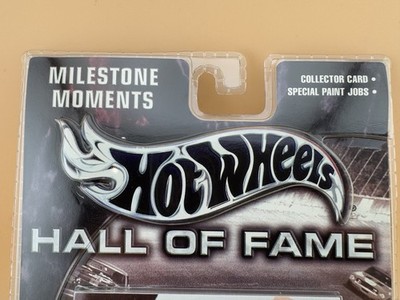 MILESTONE
MOMENTS
COLLECTOR CARD •
SPECIAL PAINT JOBS •
HOT WHEELS
HALL OF FAME